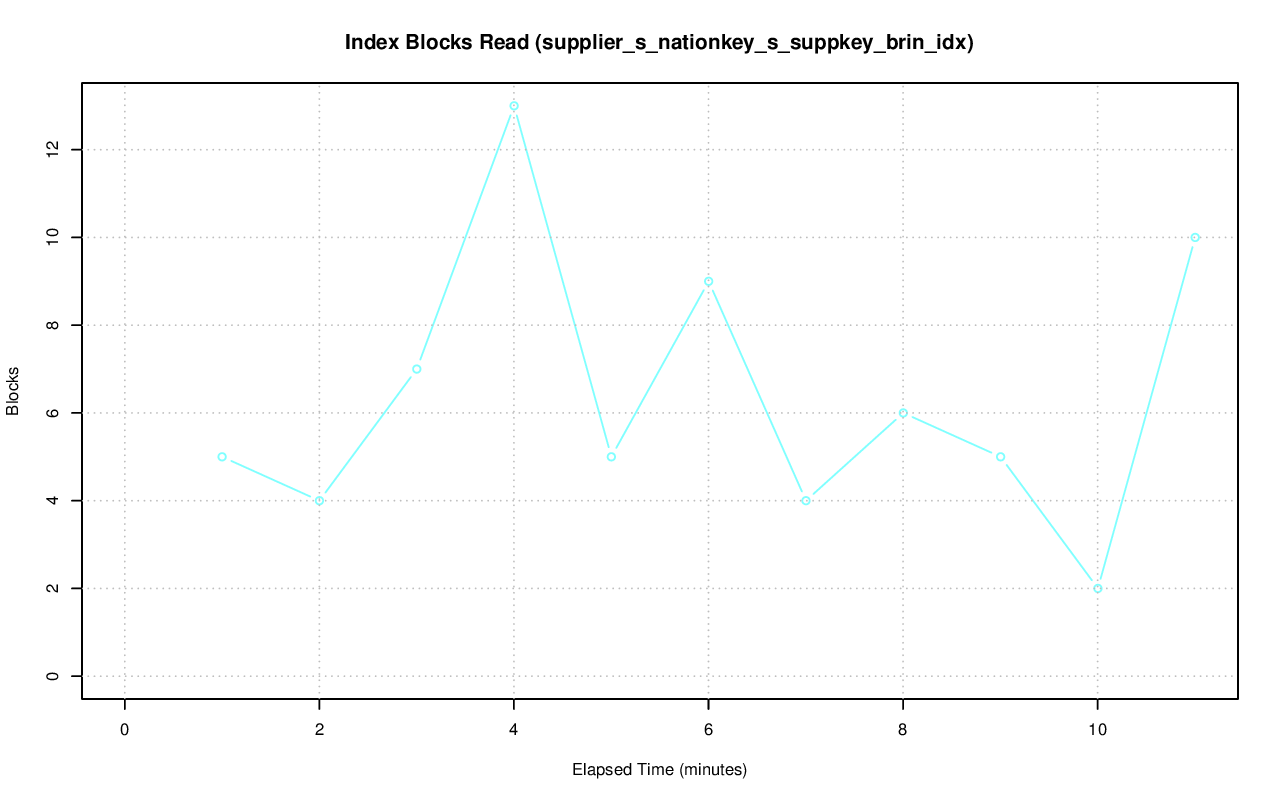 Index Blocks Read (supplier_s_nationkey_s_suppkey_brin_idx)
Blocks
12
10
8
6
4
2
0
0 2 4 6 8 10
Elapsed Time (minutes)